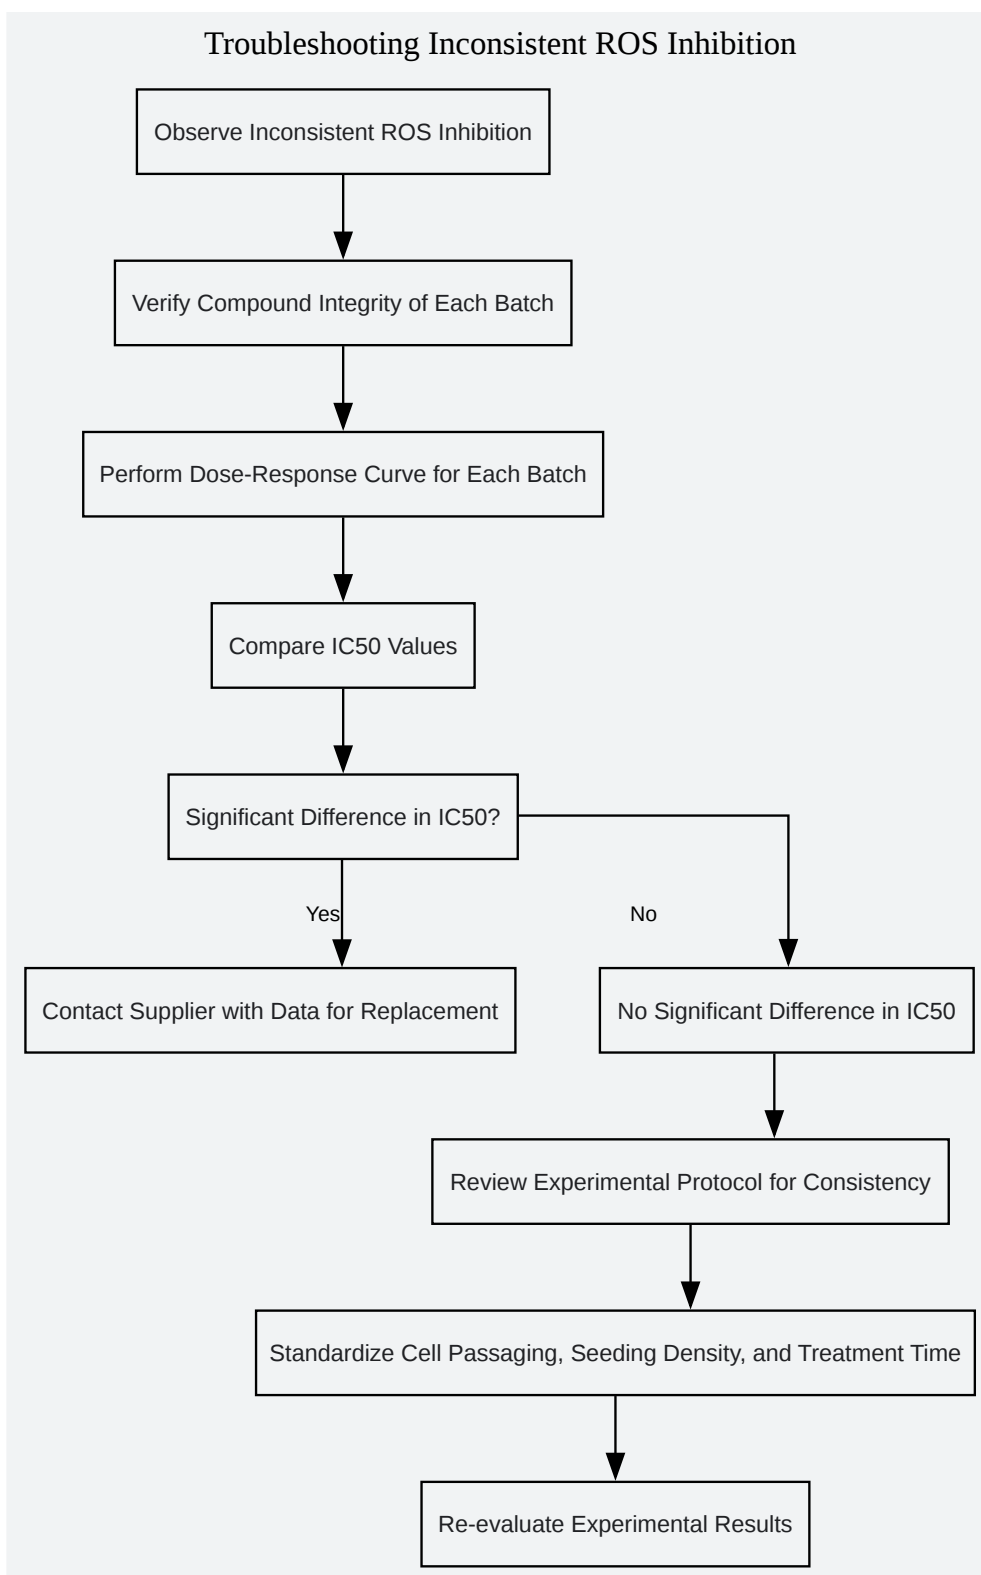 Troubleshooting Inconsistent ROS Inhibition
Observe Inconsistent ROS Inhibition
Verify Compound Integrity of Each Batch
Perform Dose-Response Curve for Each Batch
Compare IC50 Values
Significant Difference in IC50?
Yes
No
Contact Supplier with Data for Replacement
No Significant Difference in IC50
Review Experimental Protocol for Consistency
Standardize Cell Passaging, Seeding Density, and Treatment Time
Re-evaluate Experimental Results